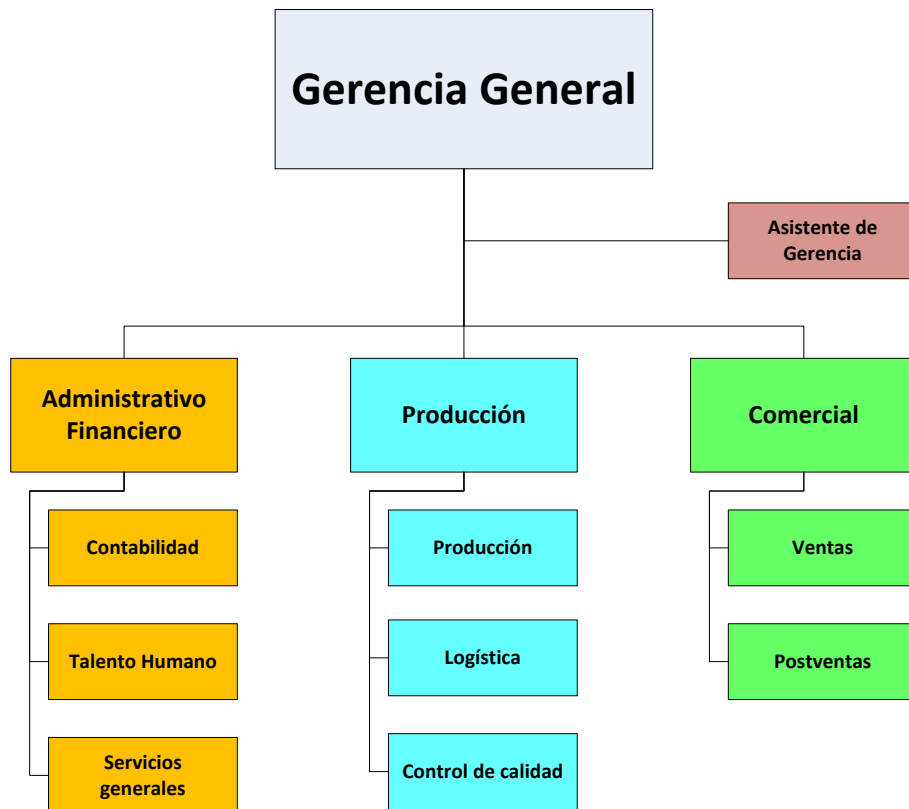 Gerencia General
Asistente de
Gerencia
Administrativo
Financiero
Producción
Comercial
Contabilidad
Producción
Ventas
Talento Humano
Logística
Postventas
Servicios
generales
Control de calidad